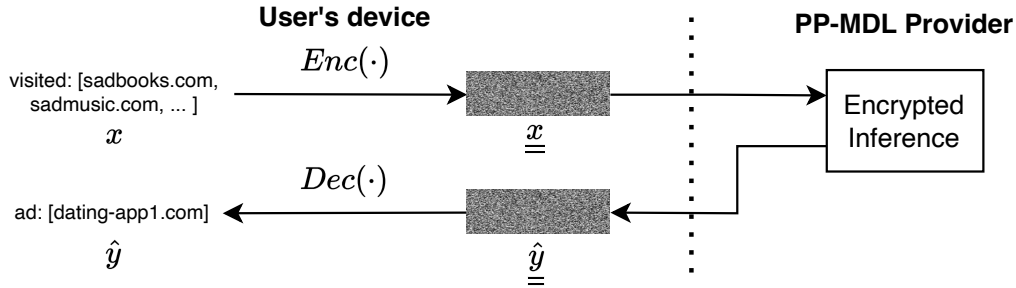 User's device
PP-MDL Provider
visited: [sadbooks.com,
sadmusic.com, ... ]
x
Enc(·)
x
Encrypted
Inference
Dec(·)
ad: [dating-app1.com]
ŷ
ŷ